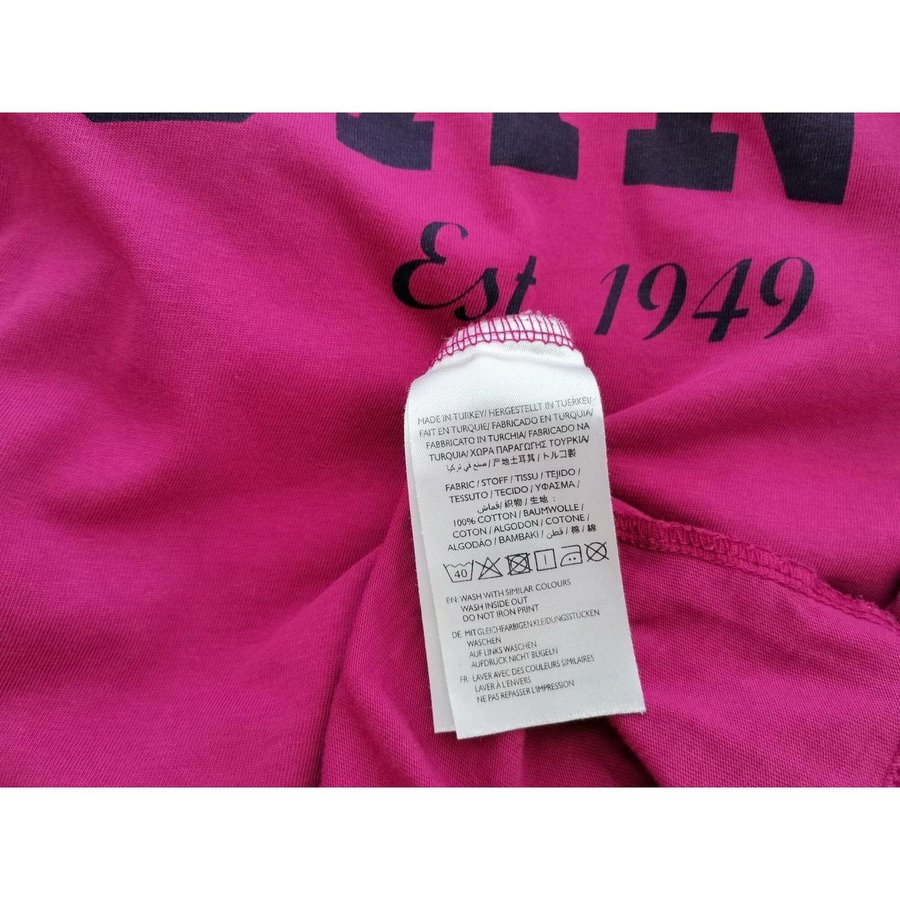 Est. 1949
MADE IN TURKEY/ HERGESTELLT IN TUERKEI/
FAIT EN TURQUIE/ FABRICADO EN TURQUIA/
FABBRICATO IN TURCHIA/ FABRICADO NA
TURQUIA/ ΧΩΡΑ ΠΑΡΑΓΩΓΗΣ ΤΟΥΡΚΙΑ/
صنع في تركيا / 产地土耳其 / トルコ製
FABRIC / STOFF / TISSU / TEJIDO /
TESSUTO / TECIDO / ΥΦΑΣΜΑ /
قماش/ 织物 / 生地 :
100% COTTON / BAUMWOLLE /
COTON / ALGODON / COTONE /
ALGODÃO / BAMBAKI / قطن / 棉 / 綿
40
EN: WASH WITH SIMILAR COLOURS
WASH INSIDE OUT
DO NOT IRON PRINT
DE: MIT GLEICHFARBIGEN KLEIDUNGSSTÜCKEN
WASCHEN
AUF LINKS WASCHEN
AUFDRUCK NICHT BÜGELN
FR: LAVER AVEC DES COULEURS SIMILAIRES
LAVER À L'ENVERS
NE PAS REPASSER L'IMPRESSION